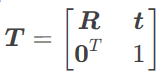 T = [ R t
0^T 1 ]